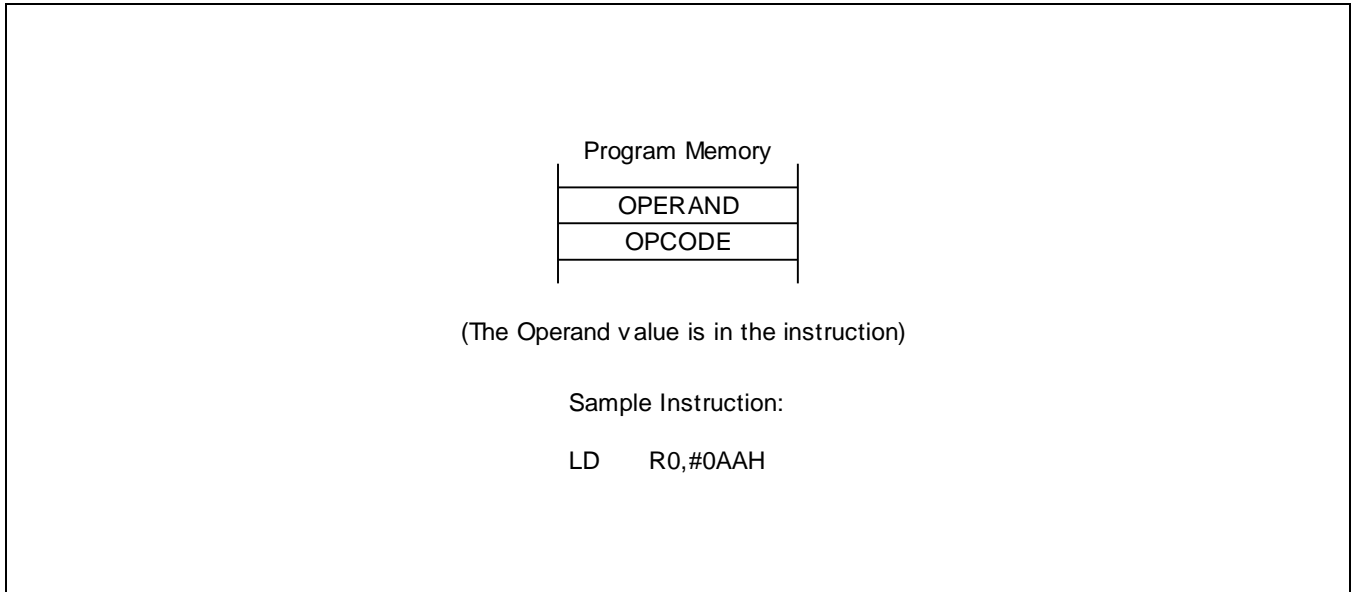 Program Memory
OPERAND
OPCODE
(The Operand value is in the instruction)
Sample Instruction:
LD R0,#0AAH